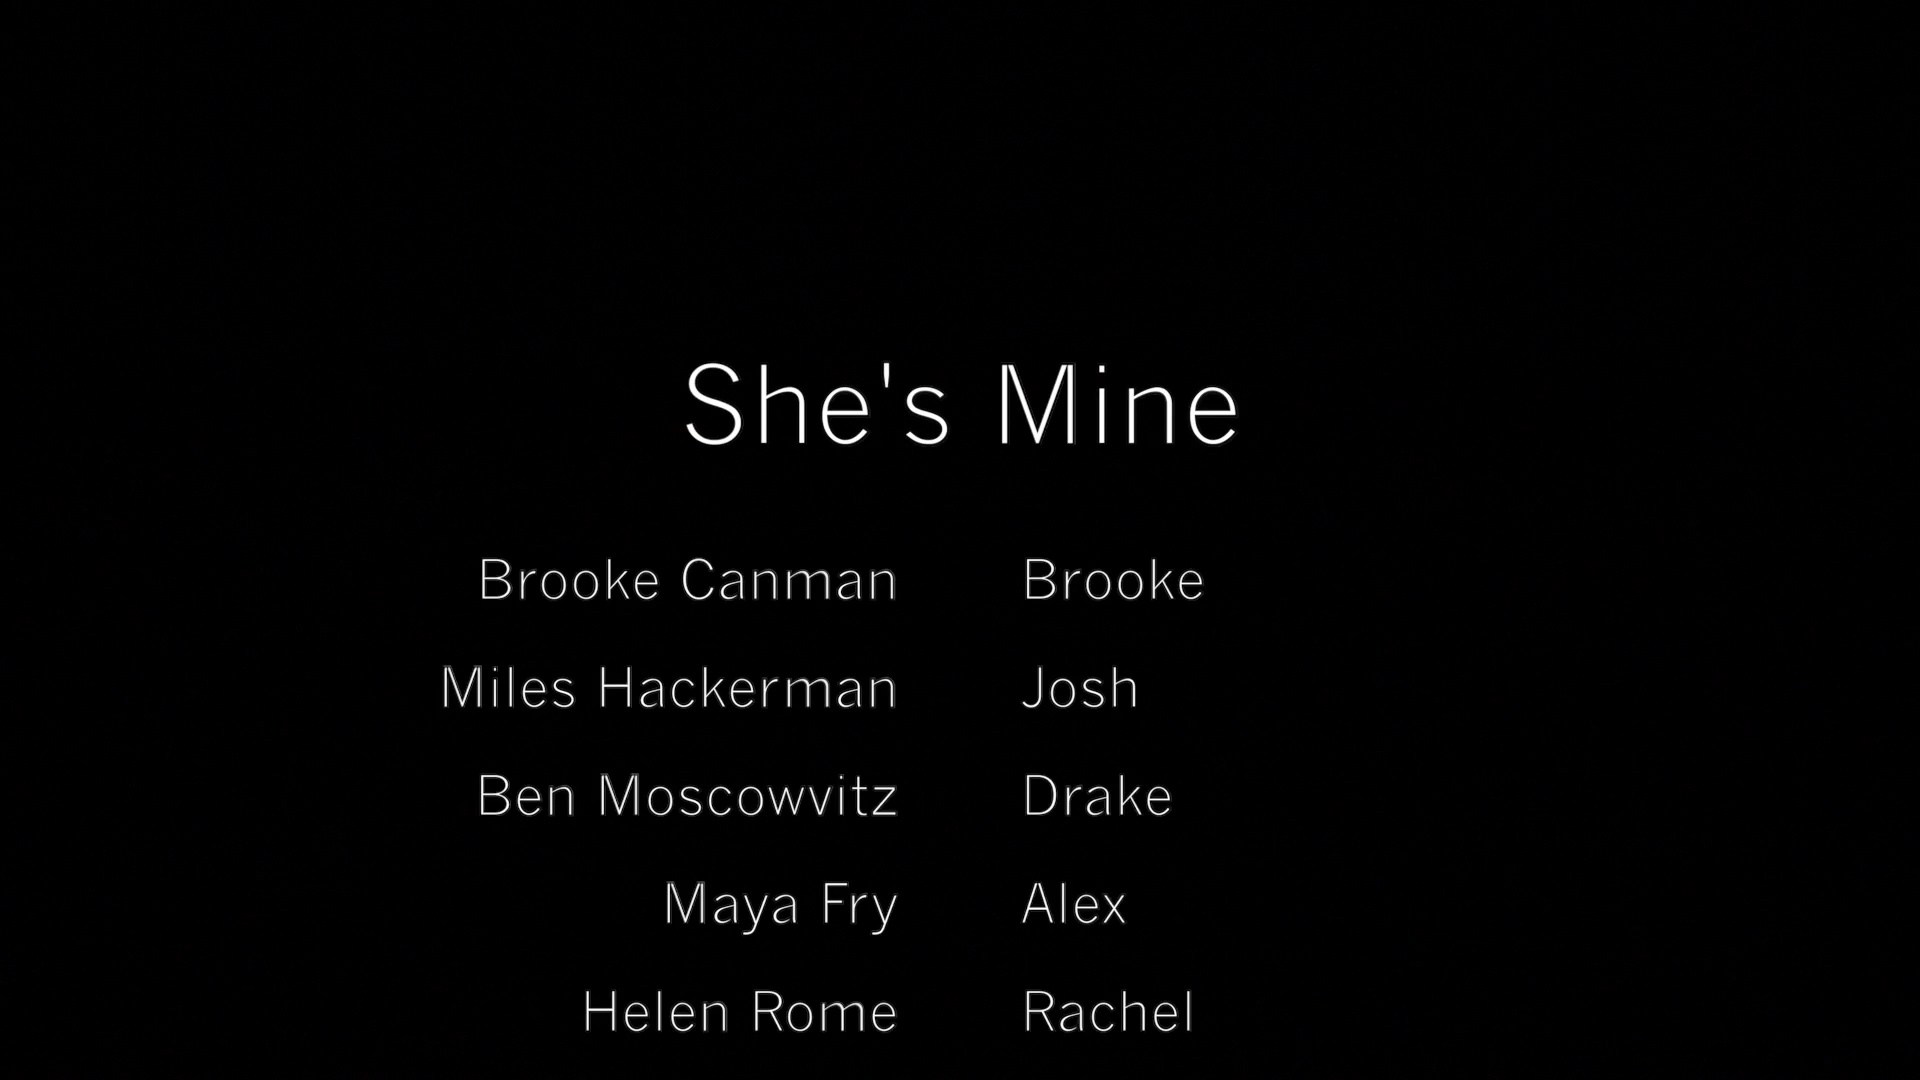 She's Mine
Brooke Canman Brooke
Miles Hackerman Josh
Ben Moscowvitz Drake
Maya Fry Alex
Helen Rome Rachel